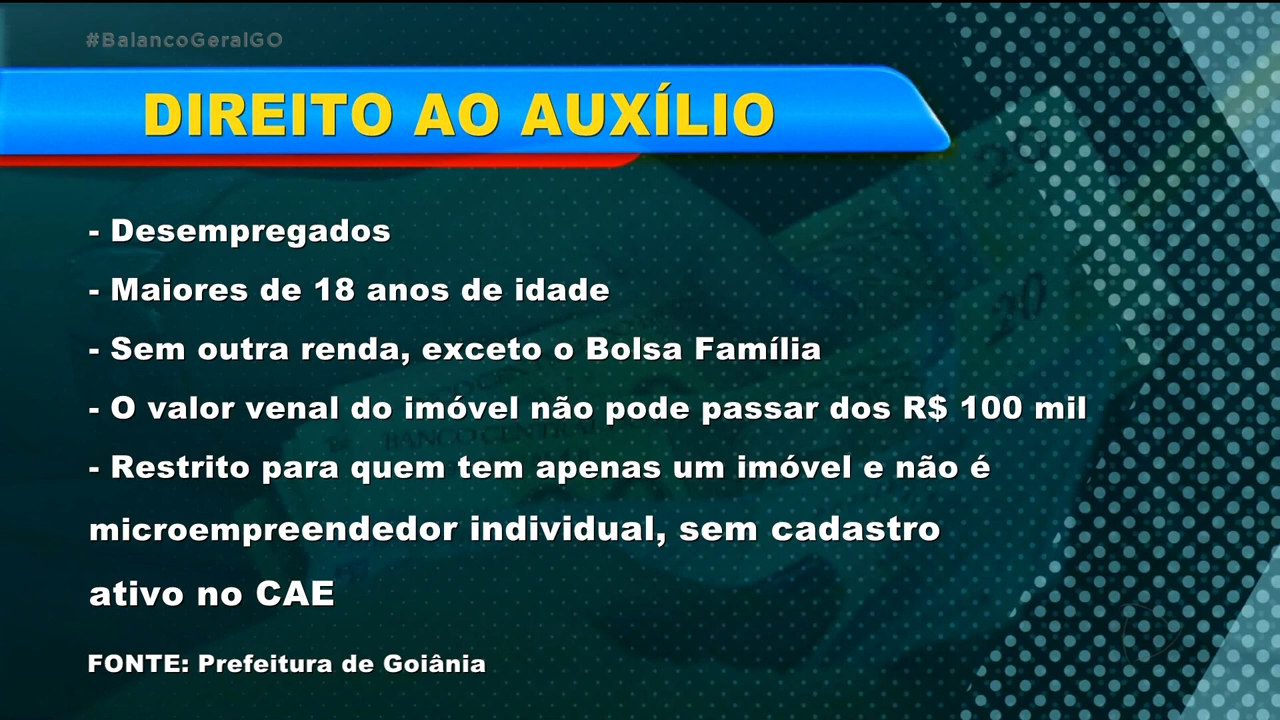 #BalancoGeralGO
DIREITO AO AUXÍLIO
- Desempregados
- Maiores de 18 anos de idade
- Sem outra renda, exceto o Bolsa Família
- O valor venal do imóvel não pode passar dos R$ 100 mil
- Restrito para quem tem apenas um imóvel e não é
microempreendedor individual, sem cadastro
ativo no CAE
FONTE: Prefeitura de Goiânia